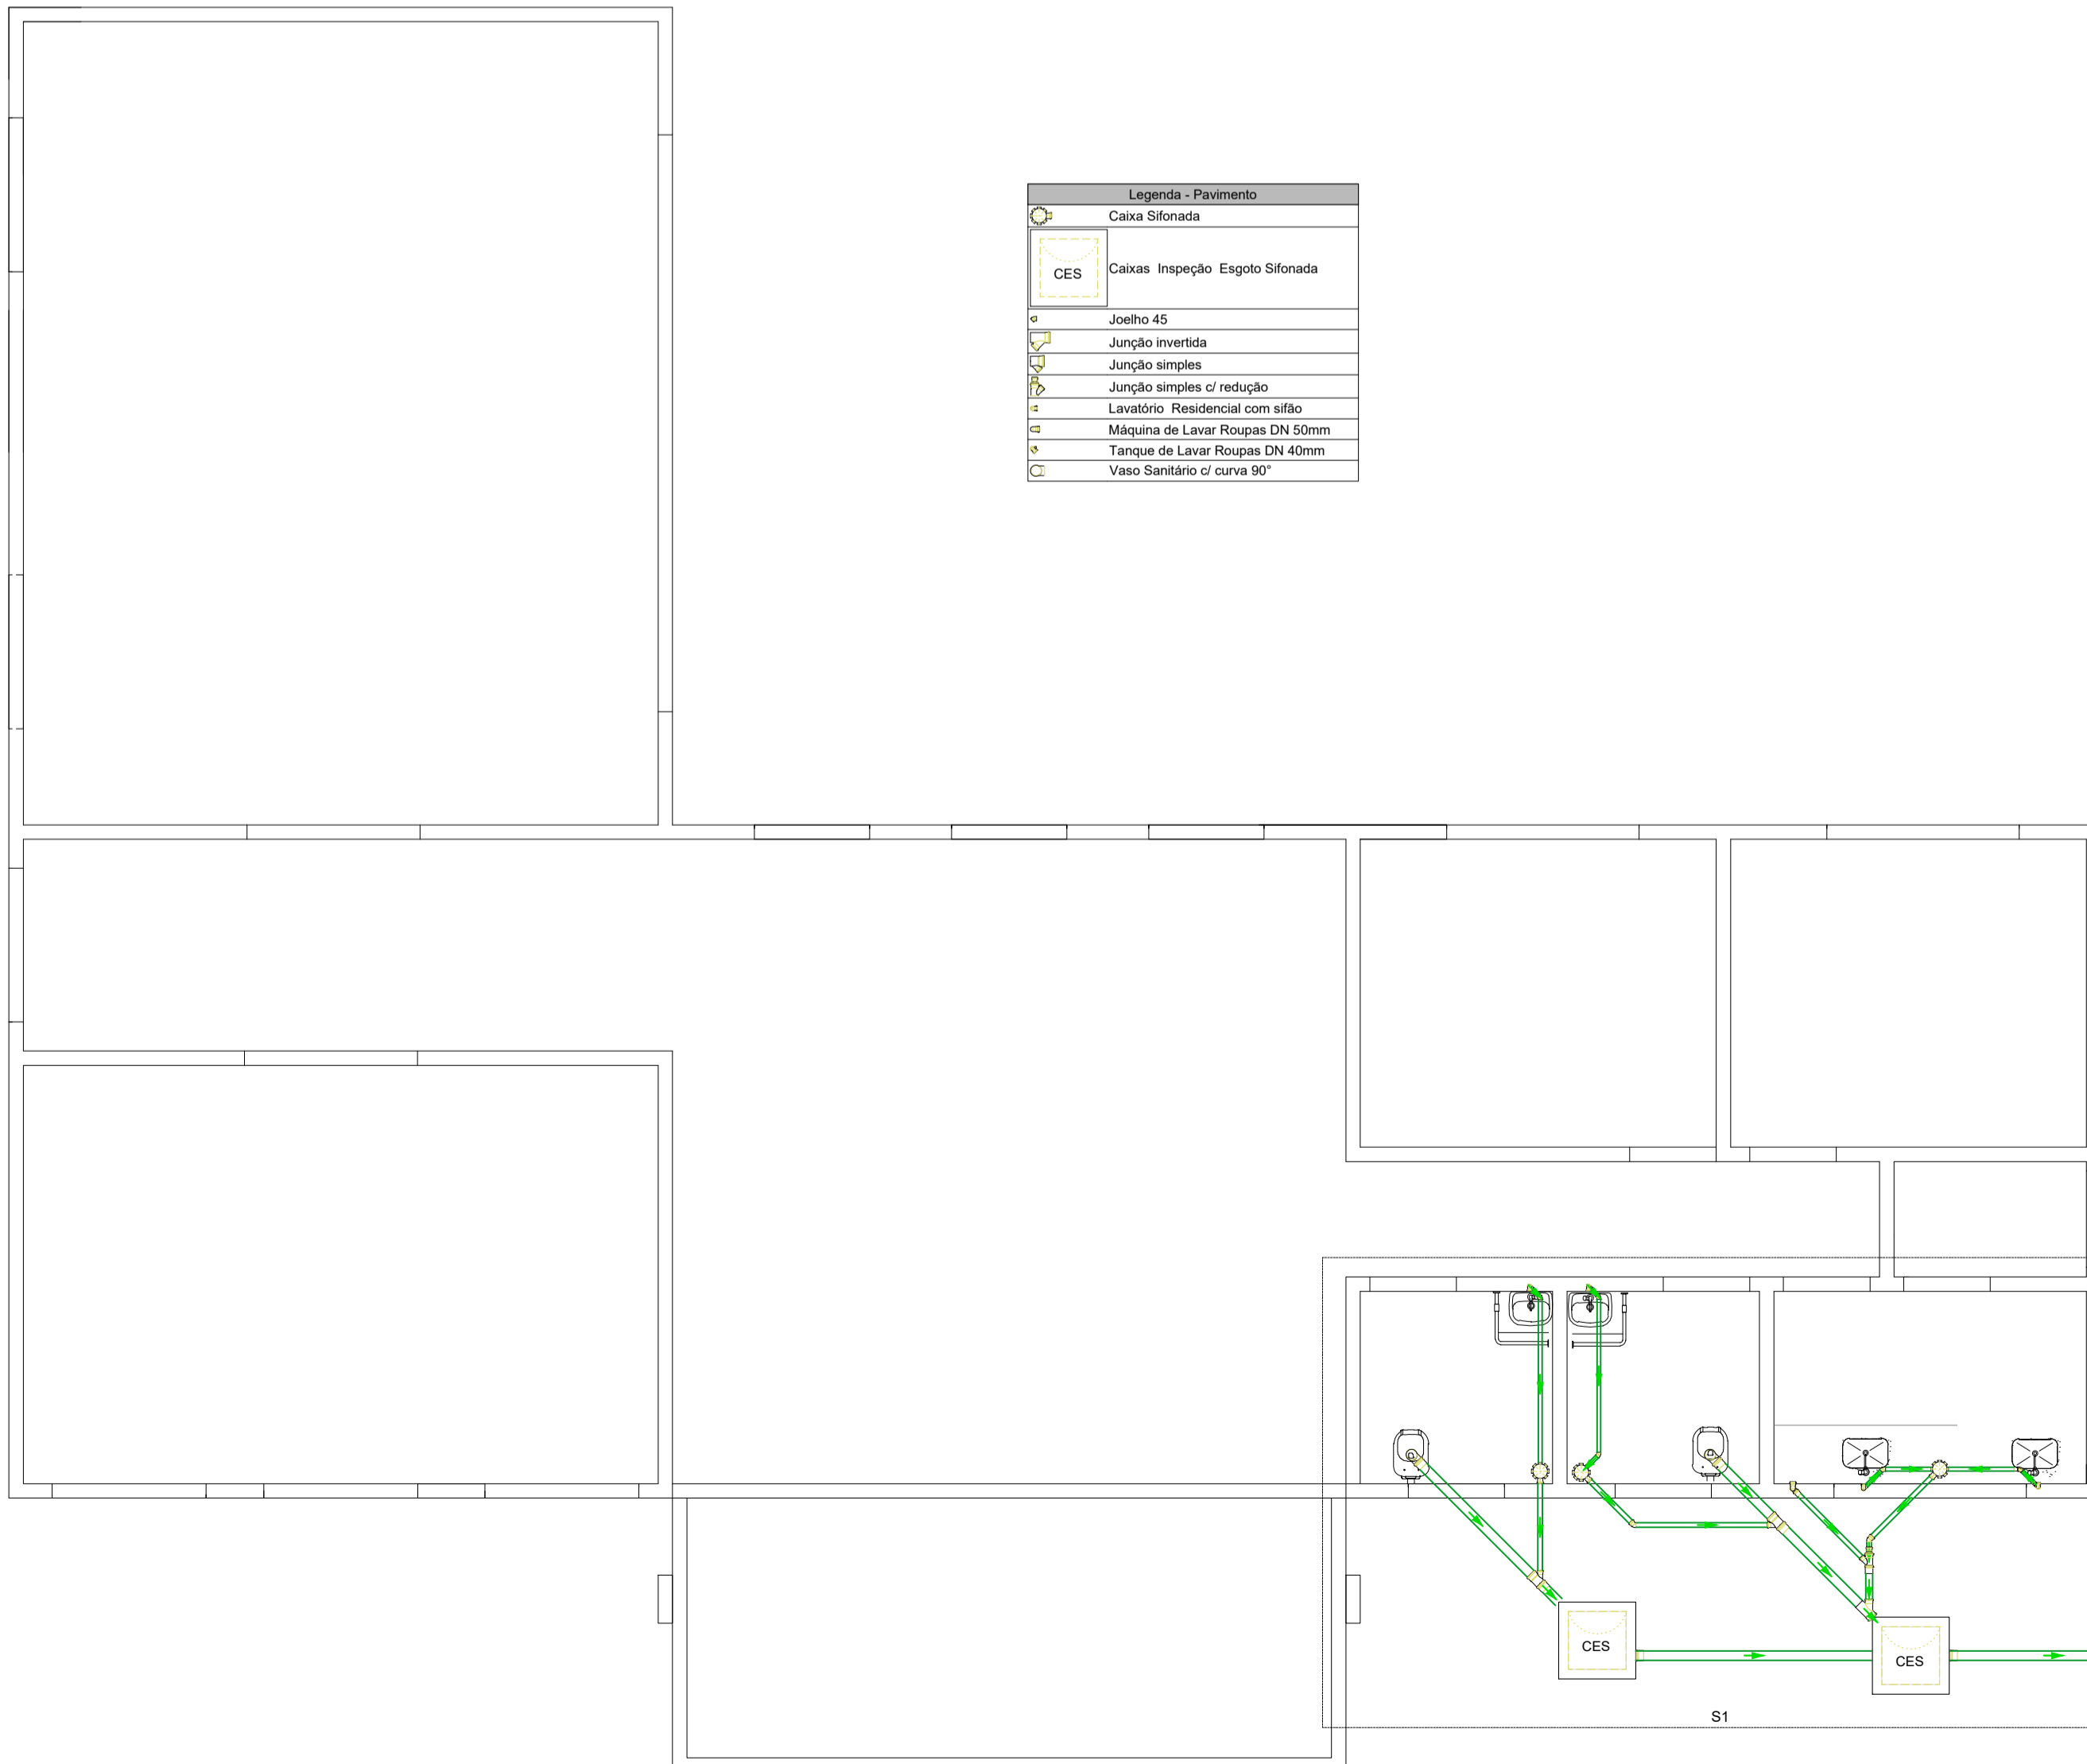 Legenda - Pavimento
Caixa Sifonada
CES
Caixas Inspeção Esgoto Sifonada
Joelho 45
Junção invertida
Junção simples
Junção simples c/ redução
Lavatório Residencial com sifão
Máquina de Lavar Roupas DN 50mm
Tanque de Lavar Roupas DN 40mm
Vaso Sanitário c/ curva 90°
CES
CES
S1